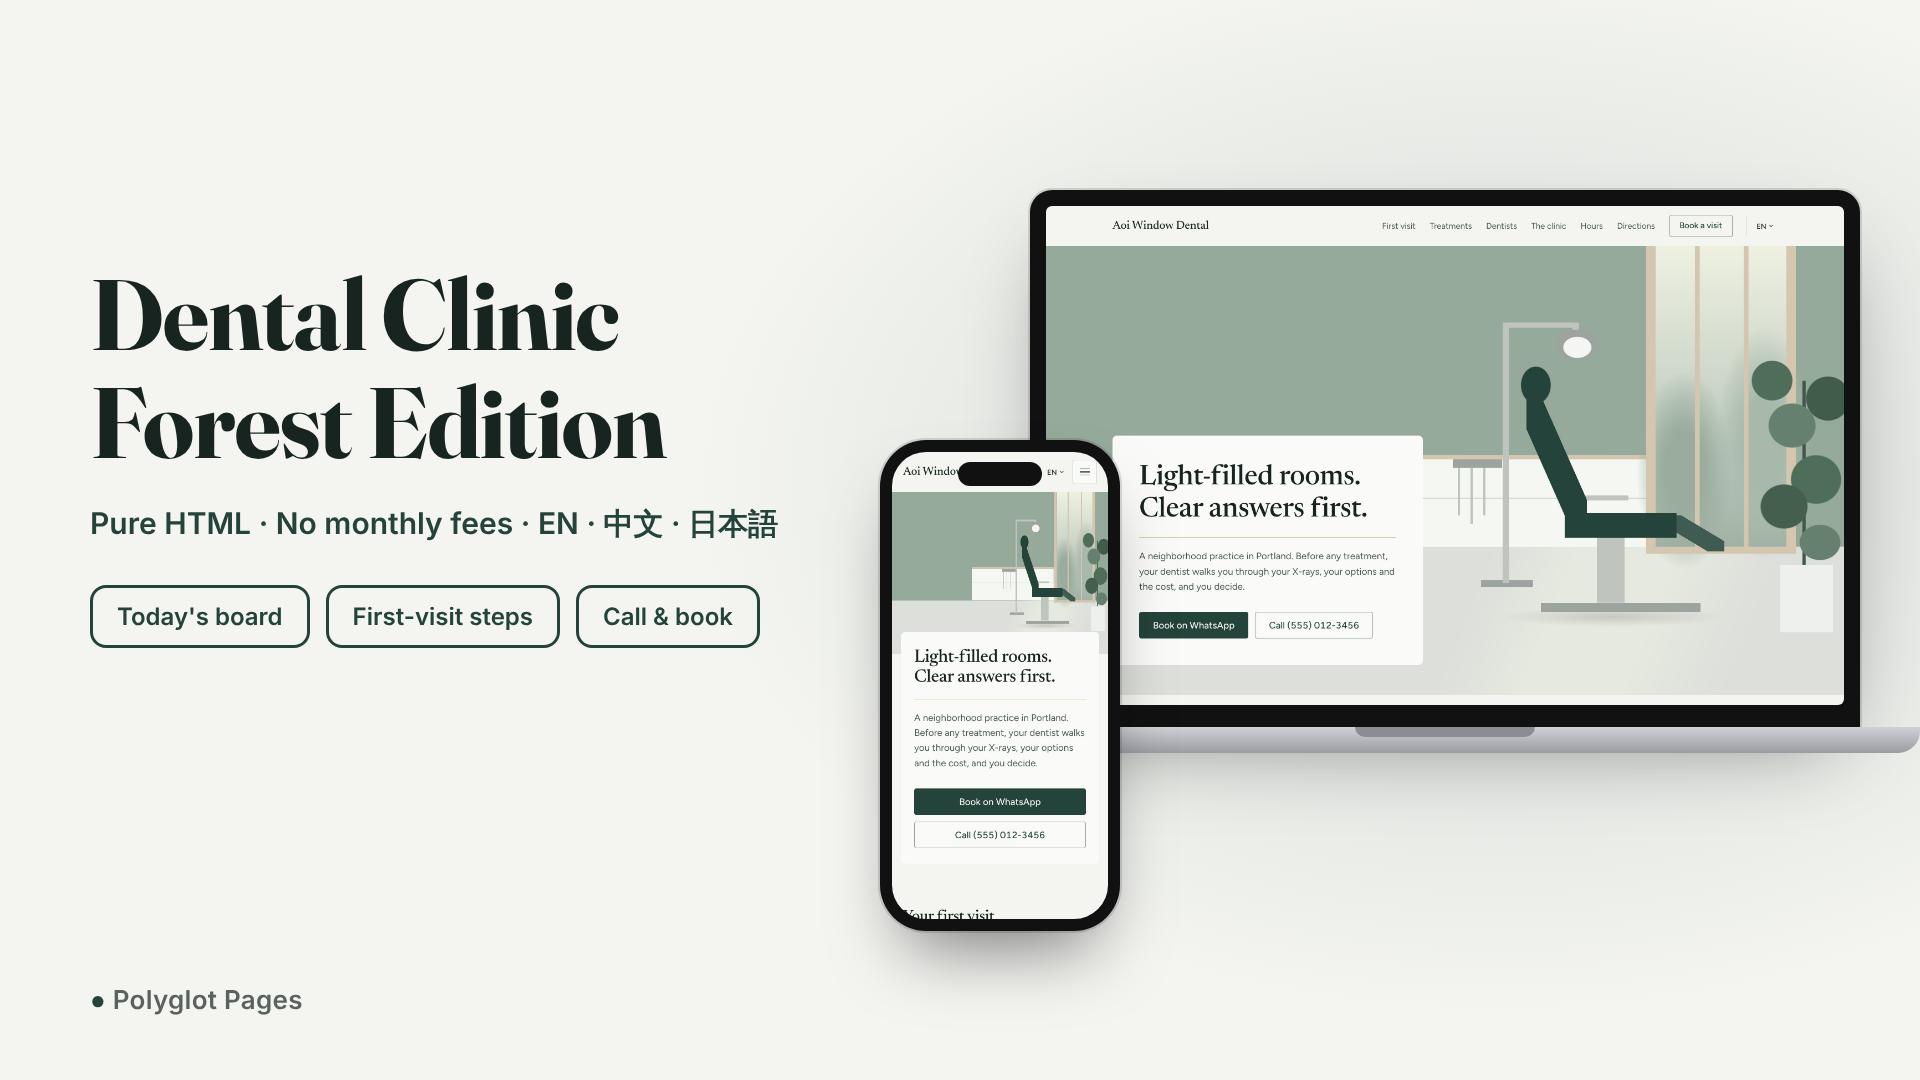 Dental Clinic
Forest Edition
Pure HTML · No monthly fees · EN · 中文 · 日本語
Today's board
First-visit steps
Call & book
• Polyglot Pages
Aoi Window
EN
Light-filled rooms.
Clear answers first.
A neighborhood practice in Portland.
Before any treatment, your dentist walks
you through your X-rays, your options
and the cost, and you decide.
Book on WhatsApp
Call (555) 012-3456
Your first visit
Aoi Window Dental
First visit
Treatments
Dentists
The clinic
Hours
Directions
Book a visit
EN
Light-filled rooms.
Clear answers first.
A neighborhood practice in Portland. Before any treatment,
your dentist walks you through your X-rays, your options and
the cost, and you decide.
Book on WhatsApp
Call (555) 012-3456